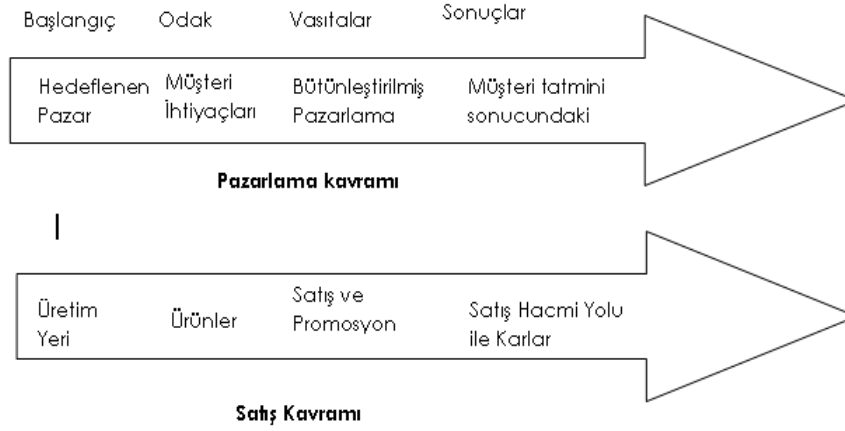 Başlangıç Odak Vasıtalar Sonuçlar
Hedeflenen Müşteri Bütünleştirilmiş Müşteri tatmini
Pazar İhtiyaçları Pazarlama sonucundaki
Pazarlama kavramı
Üretim Ürünler Satış ve Satış Hacmi Yolu
Yeri Promosyon ile Karlar
Satış Kavramı